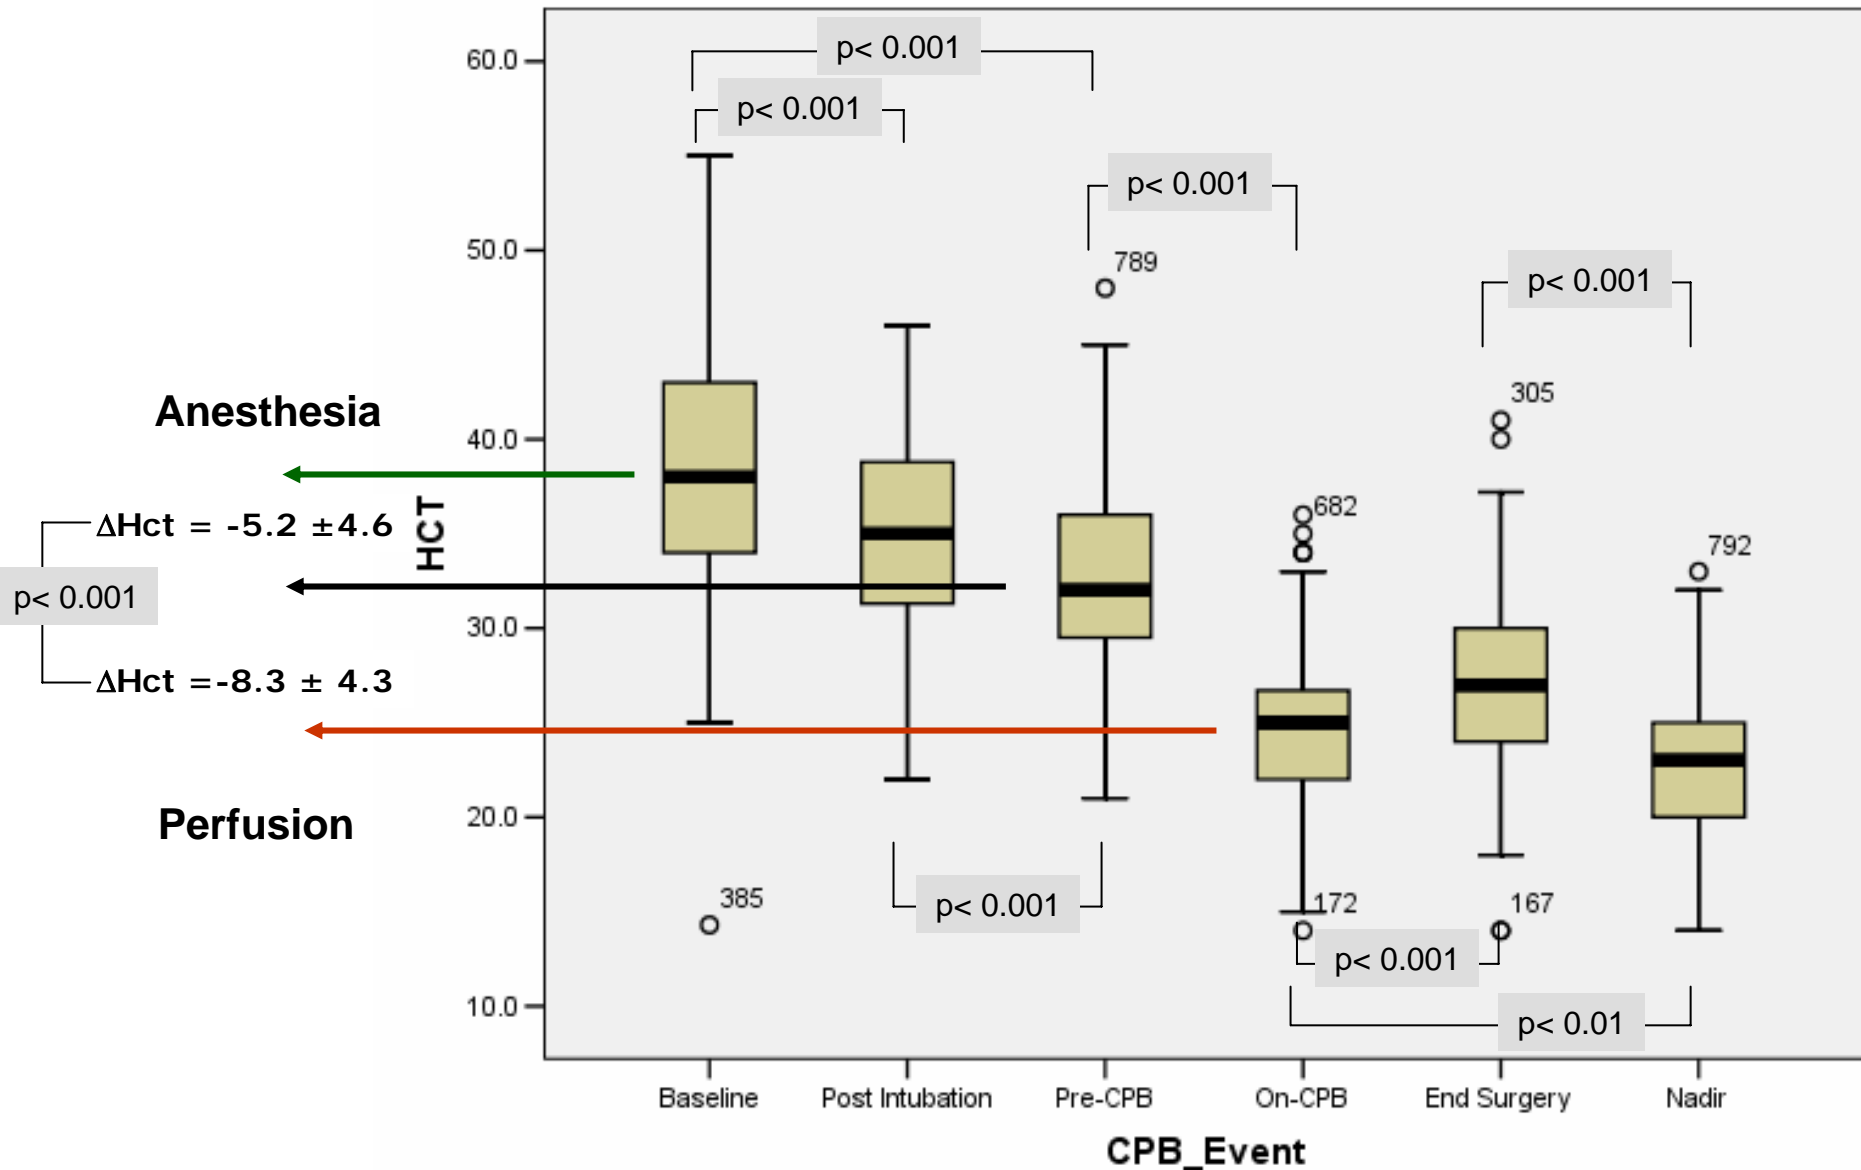 60.0
p< 0.001
p< 0.001
p< 0.001
50.0
789
p< 0.001
305
Anesthesia
40.0
HCT
682
ΔHct = -5.2 ±4.6
792
p< 0.001
30.0
ΔHct =-8.3 ± 4.3
20.0
Perfusion
385
p< 0.001
172
167
p< 0.001
10.0
p< 0.01
Baseline
Post Intubation
Pre-CPB
On-CPB
End Surgery
Nadir
CPB_Event